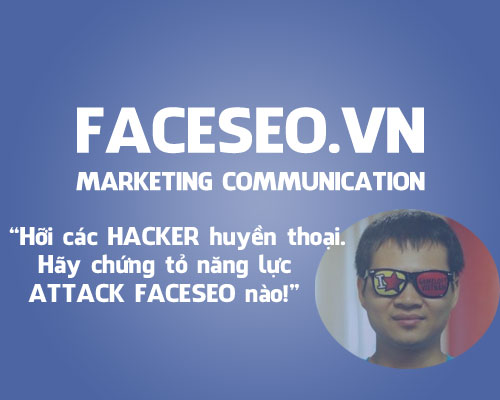 FACESEO.VN
MARKETING COMMUNICATION
“Hỡi các HACKER huyền thoại.
Hãy chứng tỏ năng lực
ATTACK FACESEO nào!”